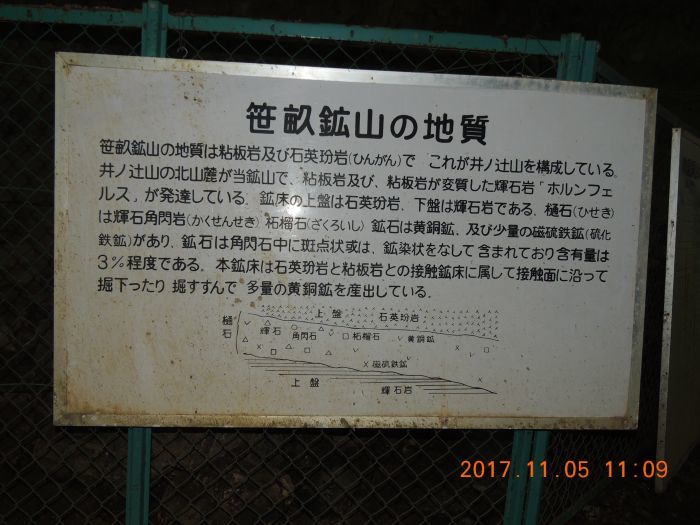 笹畝鉱山の地質
笹畝鉱山の地質は粘板岩及び石英玢岩(ひんがん)で これが井ノ辻山を構成している。
井ノ辻山の北山麓が当鉱山で、粘板岩及び、粘板岩が変質した輝石岩「ホルンフェ
ルス」が発達している. 鉱床の上盤は石英玢岩. 下盤は輝石岩である. 樋石(ひせき)
は輝石角閃岩(かくせんせき) 柘榴石(ざくろいし) 鉱石は黄銅鉱、及び少量の磁硫鉄鉱(硫化
鉄鉱)があり、鉱石は角閃石中に斑点状或は、鉱染状をなして 含まれており含有量は
3%程度である. 本鉱床は石英玢岩と粘板岩との接触鉱床に属して接触面に沿って
掘下ったり 掘すすんで 多量の黄銅鉱を産出している.
上盤 石英玢岩
樋石 輝石 角閃石 柘榴石 黄銅鉱
磁硫鉄鉱
上盤 輝石岩
2017.11.05 11:09